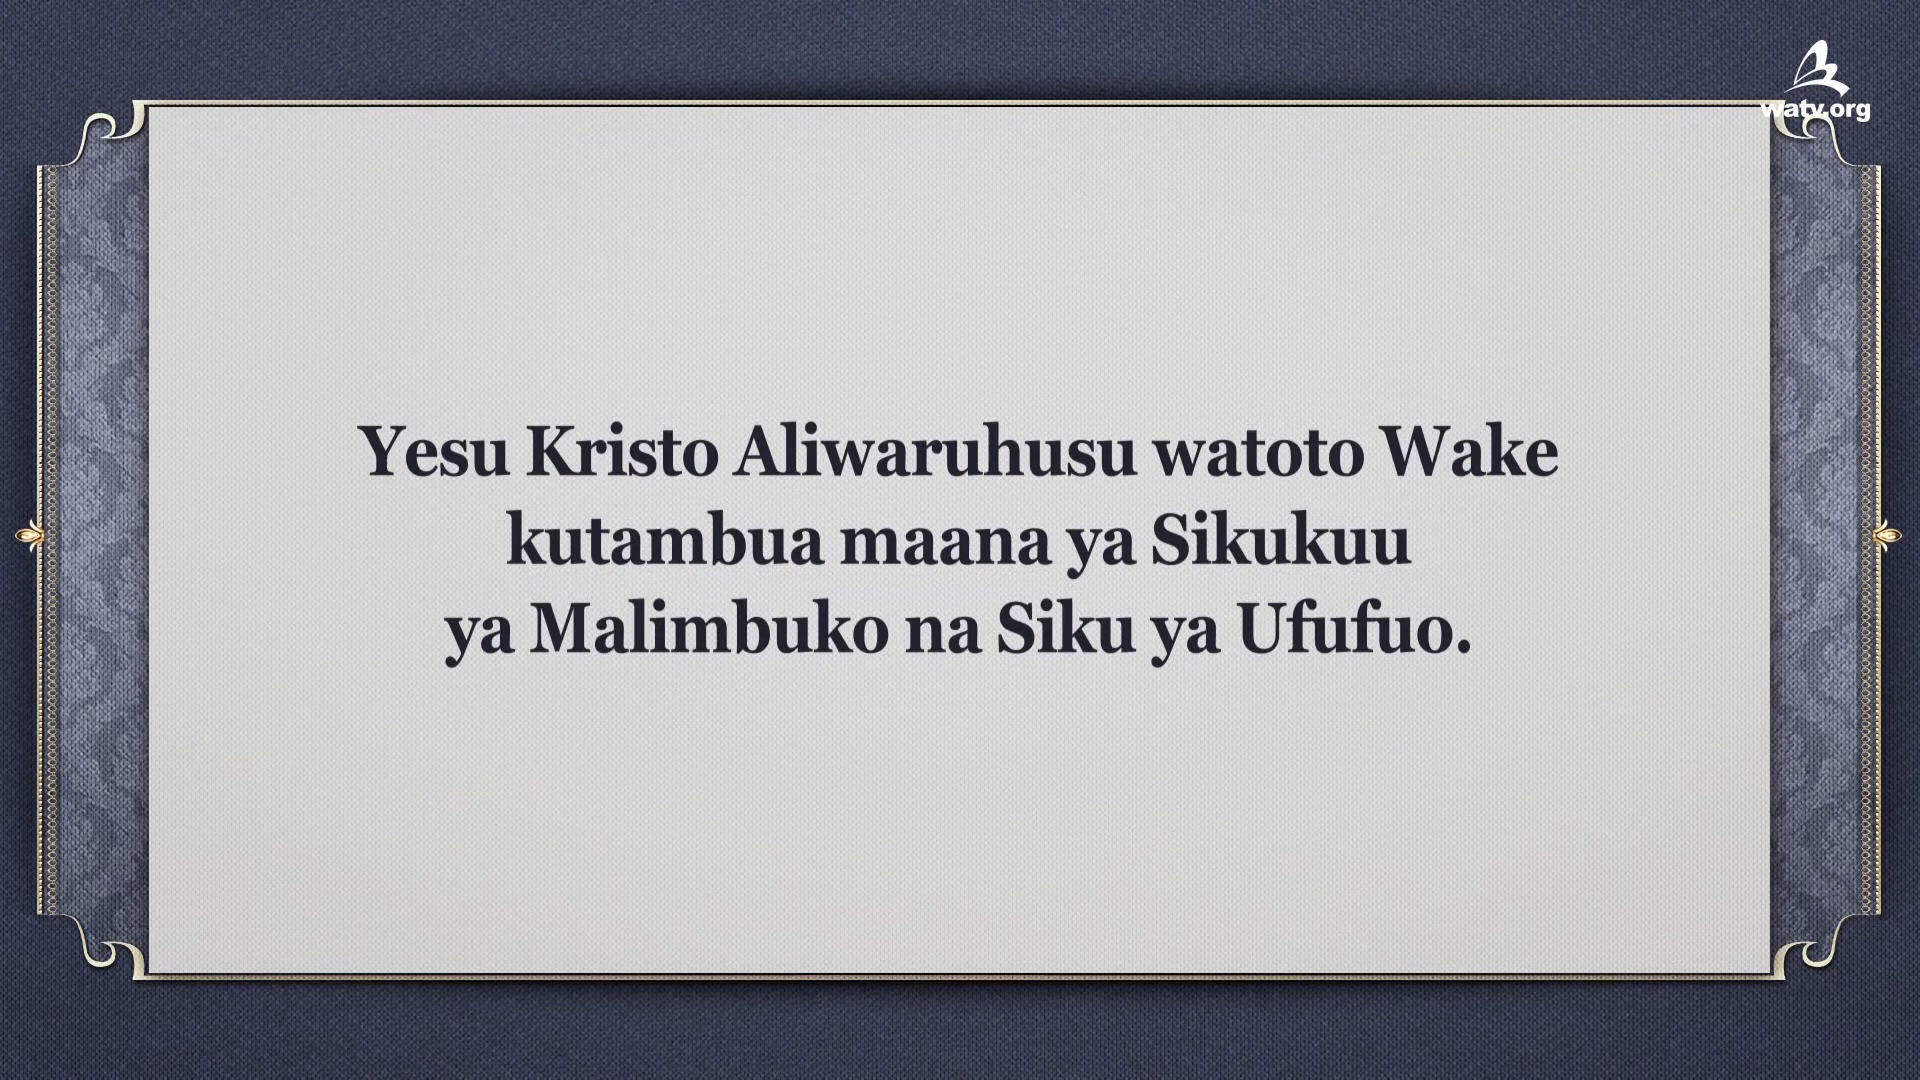 watv.org
Yesu Kristo Aliwaruhusu watoto Wake
kutambua maana ya Sikukuu
ya Malimbuko na Siku ya Ufufuo.